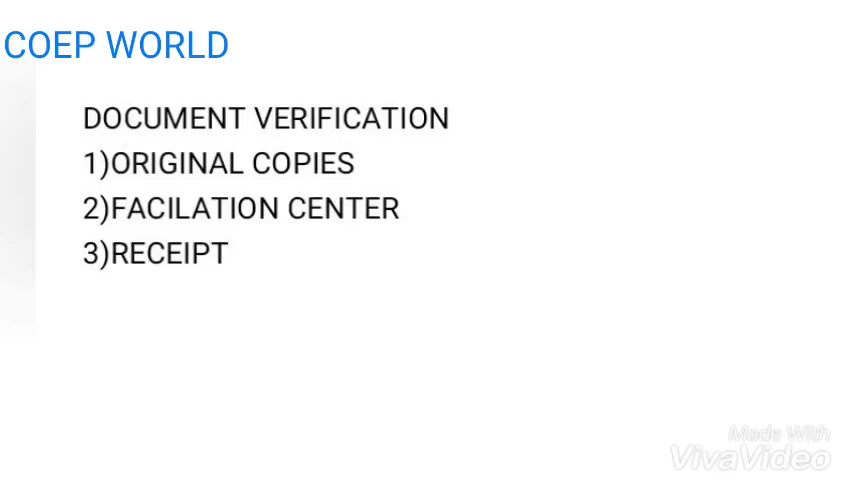 COEP WORLD
DOCUMENT VERIFICATION
1)ORIGINAL COPIES
2)FACILATION CENTER
3)RECEIPT
Made With
VivaVideo